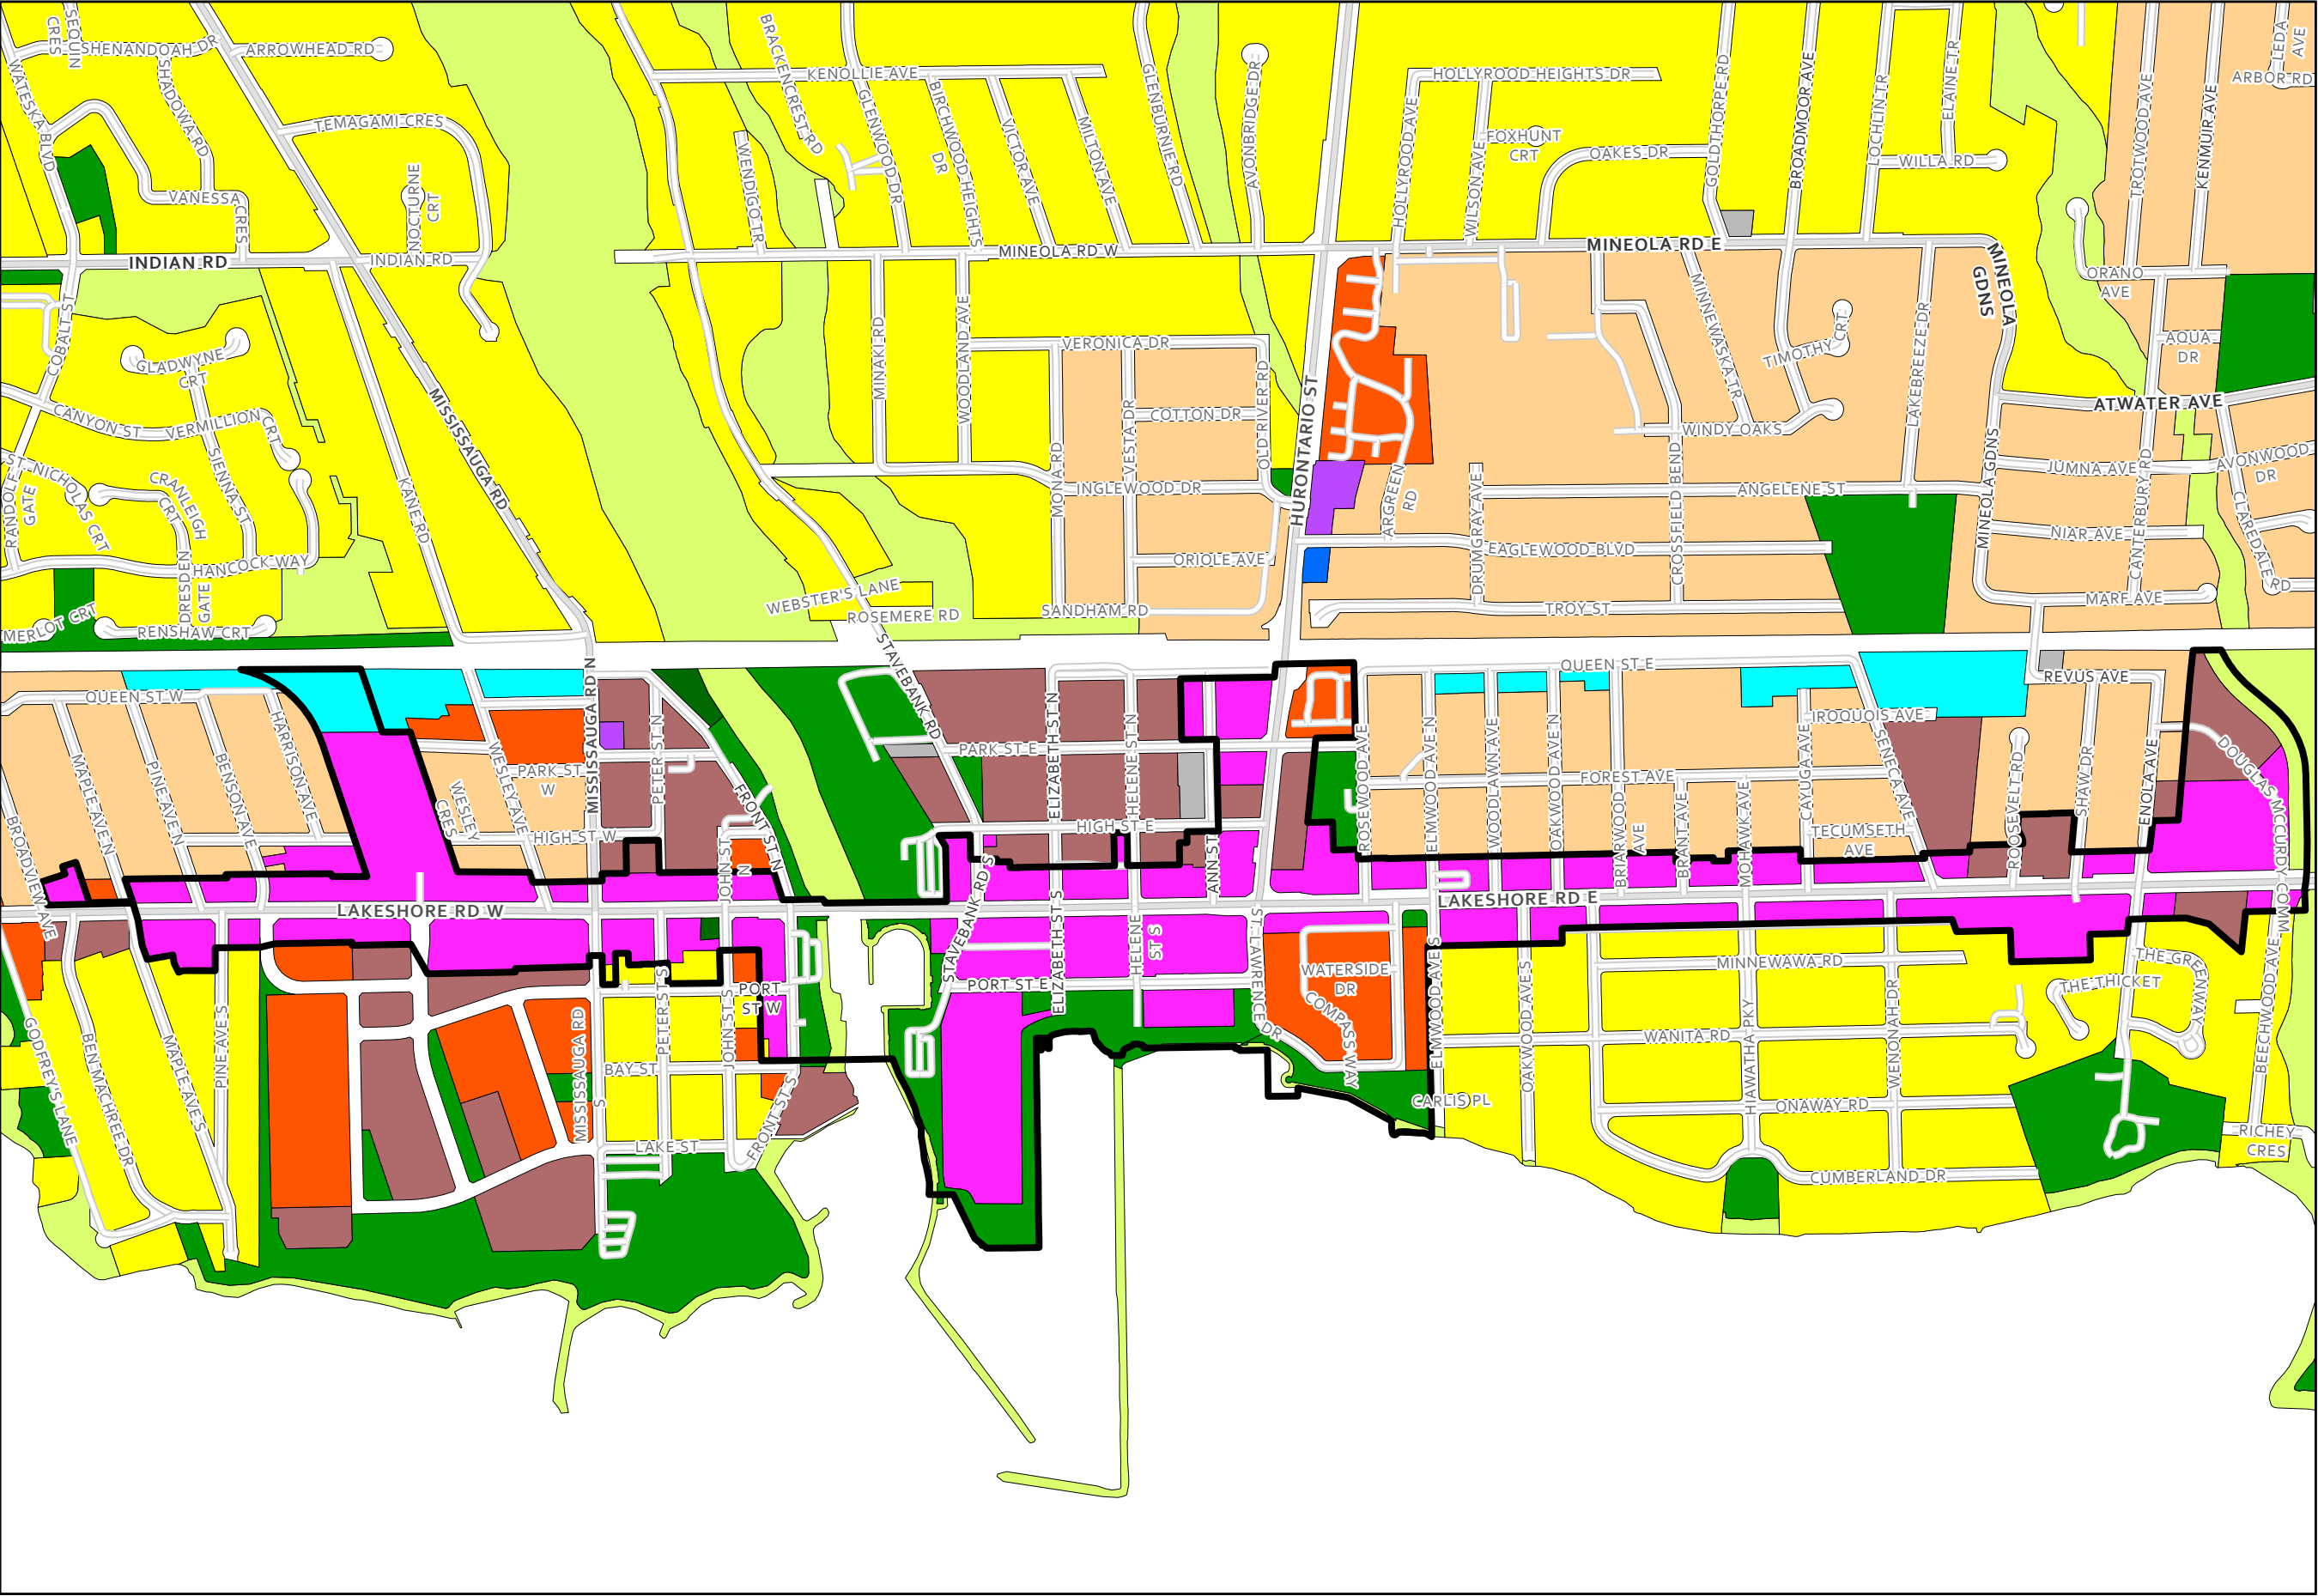 SEQUIN
CRES
SHENANDOAH DR
ARROWHEAD RD
WATESKA BLVD
SHADOWA RD
TEMAGAMI CRES
VANESSA
CRES
NOCTURNE
CRT
INDIAN RD
INDIAN RD
BRACKENCREST RD
KENOLLIE AVE
GLENWOOD DR
BIRCHWOOD HEIGHTS
DR
VICTOR AVE
MILTON AVE
GLENBURNIE RD
AVONBRIDGE DR
WENDIGO TR
MINEOLA RD W
HOLLYROOD HEIGHTS DR
HOLLYROOD AVE
WILSON AVE
FOXHUNT
CRT
OAKES DR
GOLDTHORPE RD
BROADMOOR AVE
LOCHLIN TR
ELAINE TR
WILLA RD
TROTWOOD AVE
KENMUIR AVE
LEDA
AVE
ARBOR RD
MINEOLA RD E
MINEOLA
GDNS
ORANO
AVE
AQUA
DR
COBALT ST
GLADWYNE
CRT
CANYON ST
VERMILLION
CRT
SIENNA ST
ST. NICHOLAS CRT
RANDOLF
GATE
CRANLEIGH
CRT
DRESDEN
GATE
HANCOCK WAY
MERLOT CRT
RENSHAW CRT
KANE RD
MISSISSAUGA RD
MINAKI RD
WOODLAND AVE
VERONICA DR
COTTON DR
VESTA DR
MONA RD
OLD RIVER RD
INGLEWOOD DR
ORIOLE AVE
SANDHAM RD
WEBSTER'S LANE
ROSEMERE RD
HURONTARIO ST
ARGREEN
RD
DRUMGRAY AVE
EAGLEWOOD BLVD
TROY ST
CROSSFIELD BEND
ANGELENE ST
WINDY OAKS
MINNEWASKA TR
TIMOTHY CRT
LAKEBREEZE DR
MINEOLA GDNS
ATWATER AVE
JUMNA AVE
NIAR AVE
MARF AVE
CANTERBURY RD
AVONWOOD
DR
CLAREDALE RD
STAVEBANK RD
QUEEN ST W
MAPLE AVE N
PINE AVE N
BENSON AVE
HARRISON AVE
BROADVIEW AVE
WESLEY
CRES
WESLEY AVE
PARK ST
W
HIGH ST W
MISSISSAUGA RD N
PETER ST N
JOHN ST
N
FRONT ST N
PARK ST E
ELIZABETH ST N
HELENE ST N
HIGH ST E
ANN ST
QUEEN ST E
ROSEWOOD AVE
ELMWOOD AVE N
WOODLAWN AVE
OAKWOOD AVE N
FOREST AVE
BRIARWOOD
AVE
BRANT AVE
MOHAWK AVE
CAYUGA AVE
IROQUOIS AVE
TECUMSETH
AVE
SENECA AVE
ROOSEVELT RD
SHAW DR
ENOLA AVE
REVUS AVE
DOUGLAS MCCURDY COMM
LAKESHORE RD W
LAKESHORE RD E
STAVEBANK RD S
ELIZABETH ST S
HELENE
ST S
ST. LAWRENCE
DR
PORT ST E
WATERSIDE
DR
COMPASS WAY
ELMWOOD AVE S
CARLIS PL
OAKWOOD AVE S
MINNEWAWA RD
WANITA RD
ONAWAY RD
CUMBERLAND DR
HIAWATHA PKY
WENONAH DR
THE THICKET
THE GREENWAY
BEECHWOOD AVE
RICHEY
CRES
GODFREY'S LANE
BEN MACHREE DR
MAPLE AVE S
PINE AVE S
MISSISSAUGA RD
S
PETER ST S
JOHN ST S
PORT
ST W
BAY ST
LAKE ST
FRONT ST S